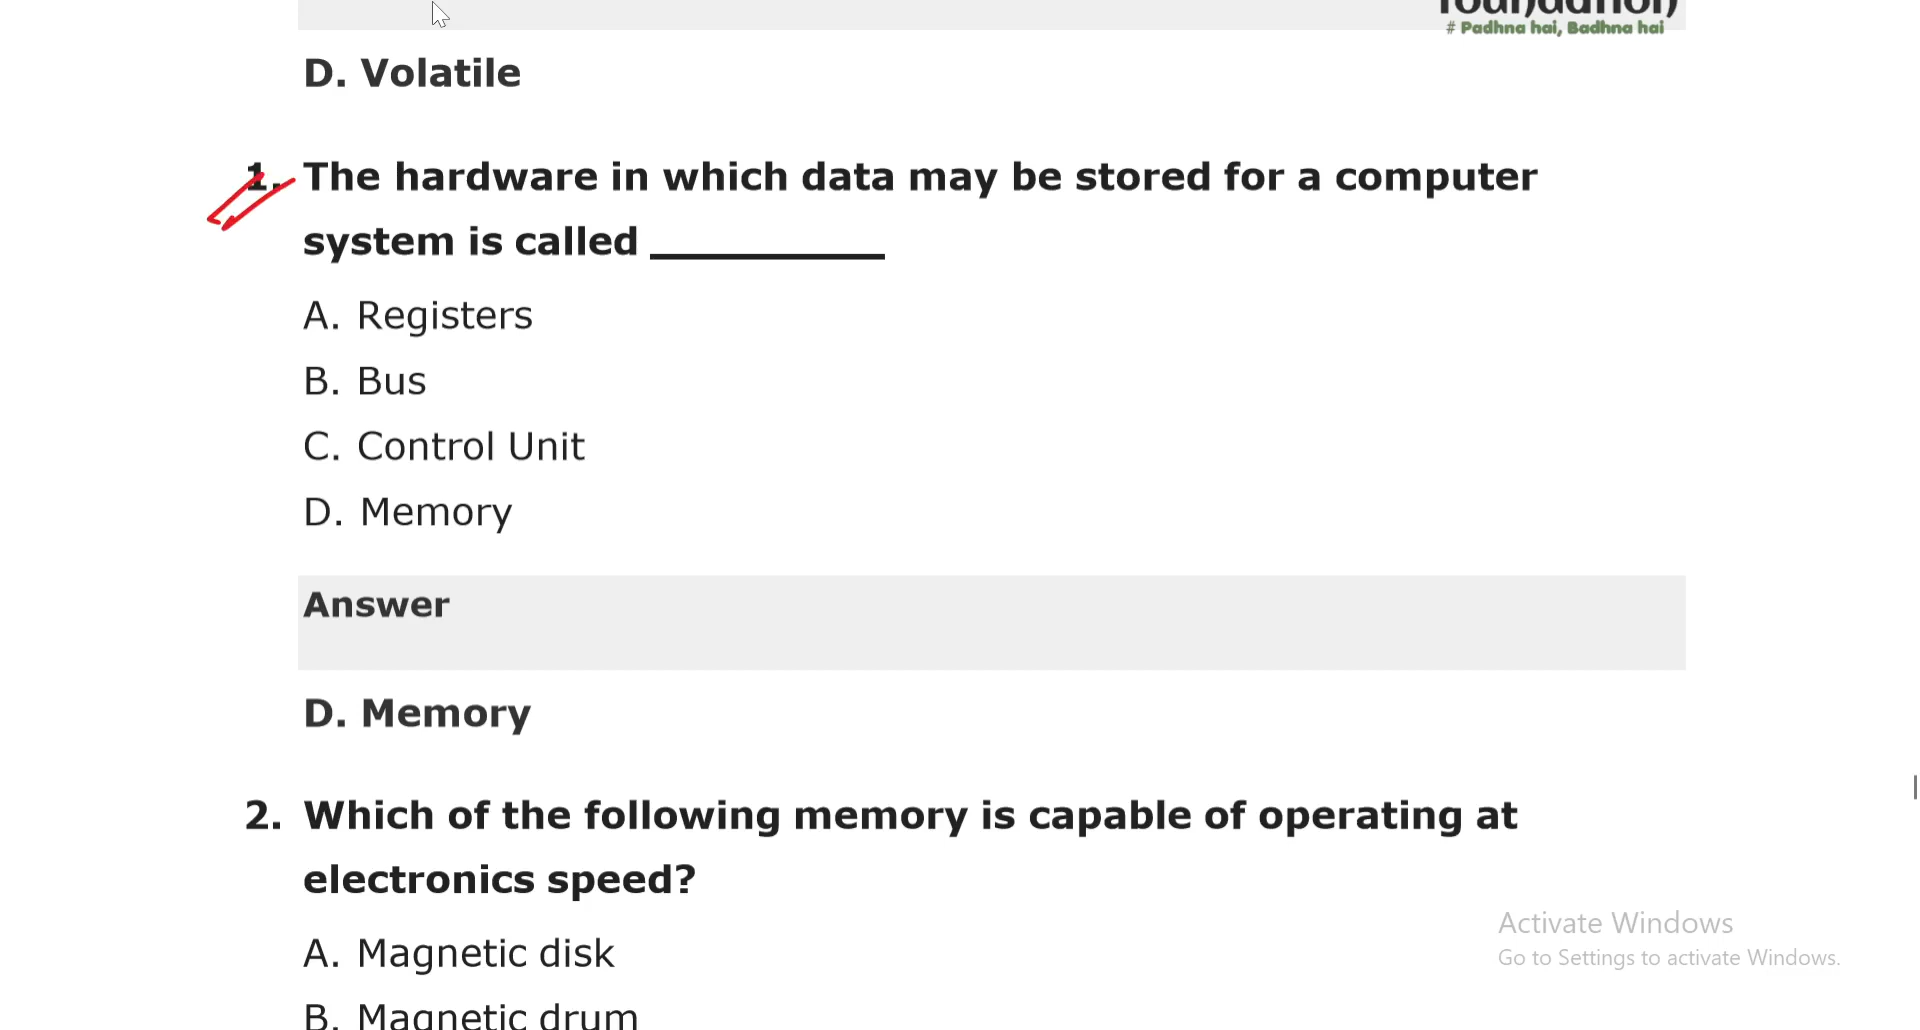 foundation
# Padhna hai, Badhna hai
D. Volatile
1. The hardware in which data may be stored for a computer
system is called __________
A. Registers
B. Bus
C. Control Unit
D. Memory
Answer
D. Memory
2. Which of the following memory is capable of operating at
electronics speed?
A. Magnetic disk
B. Magnetic drum
Activate Windows
Go to Settings to activate Windows.